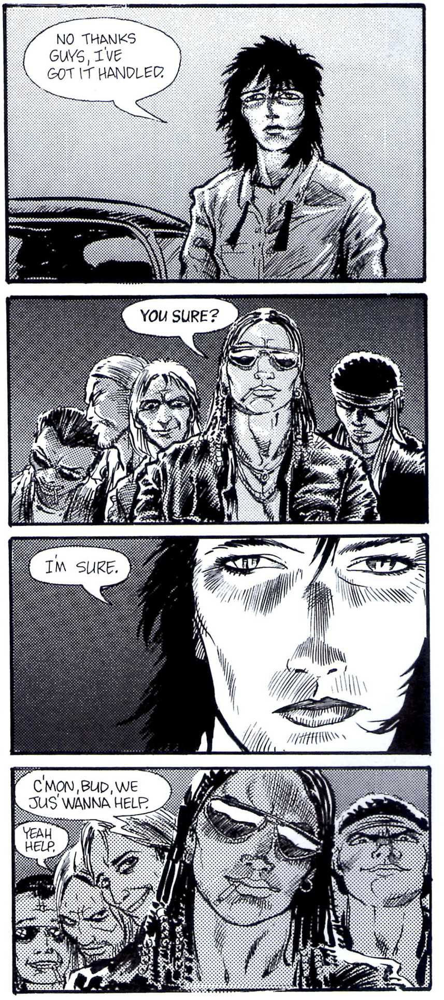 NO THANKS
GUYS, I'VE
GOT IT HANDLED.
YOU SURE?
I'M SURE.
C'MON, BUD, WE
JUS' WANNA HELP.
YEAH
HELP.